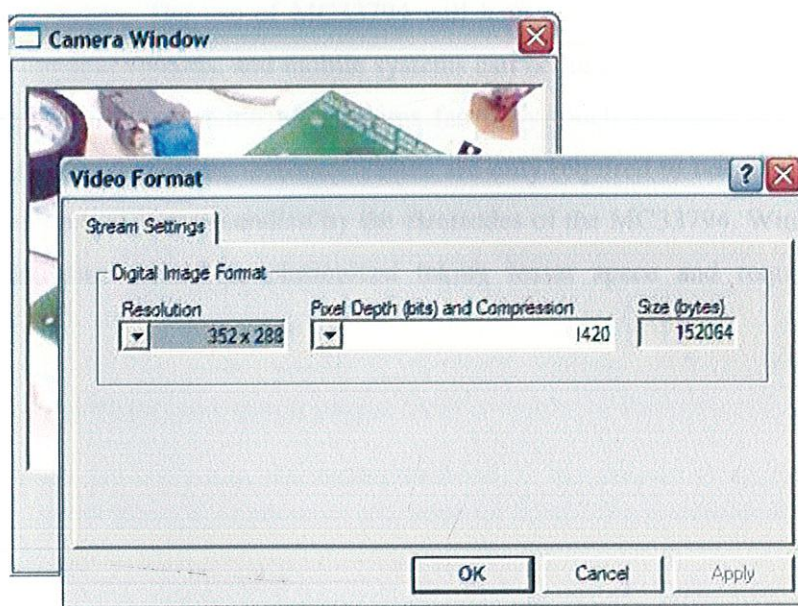 Camera Window
Video Format
Stream Settings
Digital Image Format
Resolution
352 x 288
Pixel Depth (bits) and Compression
I420
Size (bytes)
152064
OK
Cancel
Apply